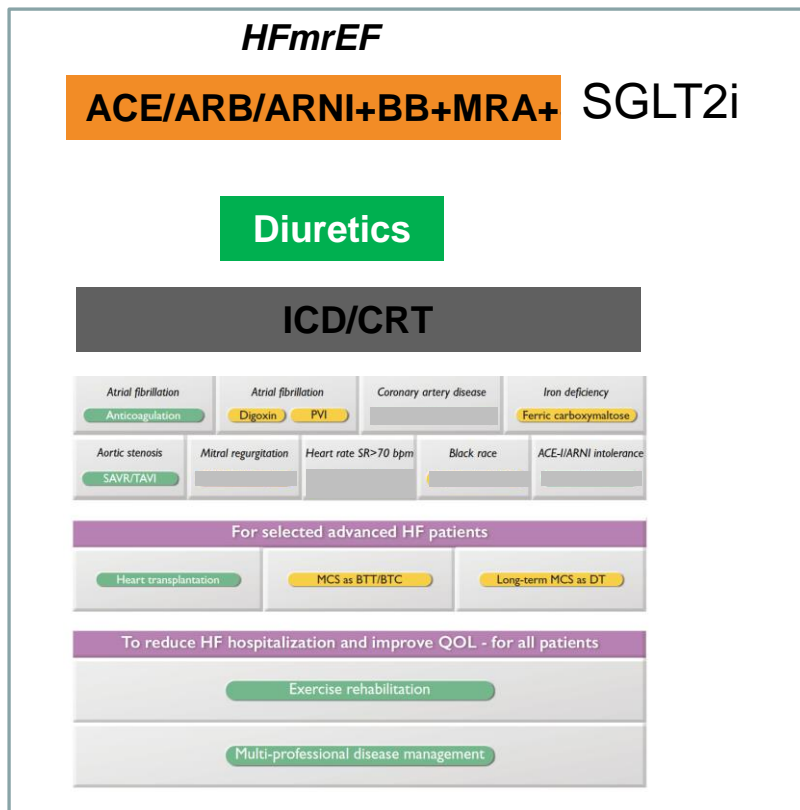 HFmrEF
ACE/ARB/ARNI+BB+MRA+ SGLT2i
Diuretics
ICD/CRT
Atrial fibrillation Atrial fibrillation Coronary artery disease Iron deficiency
Anticoagulation Digoxin PVI Ferric carboxymaltose
Aortic stenosis Mitral regurgitation Heart rate SR>70 bpm Black race ACE-I/ARNI intolerance
SAVR/TAVI
For selected advanced HF patients
Heart transplantation MCS as BTT/BTC Long-term MCS as DT
To reduce HF hospitalization and improve QOL - for all patients
Exercise rehabilitation
Multi-professional disease management